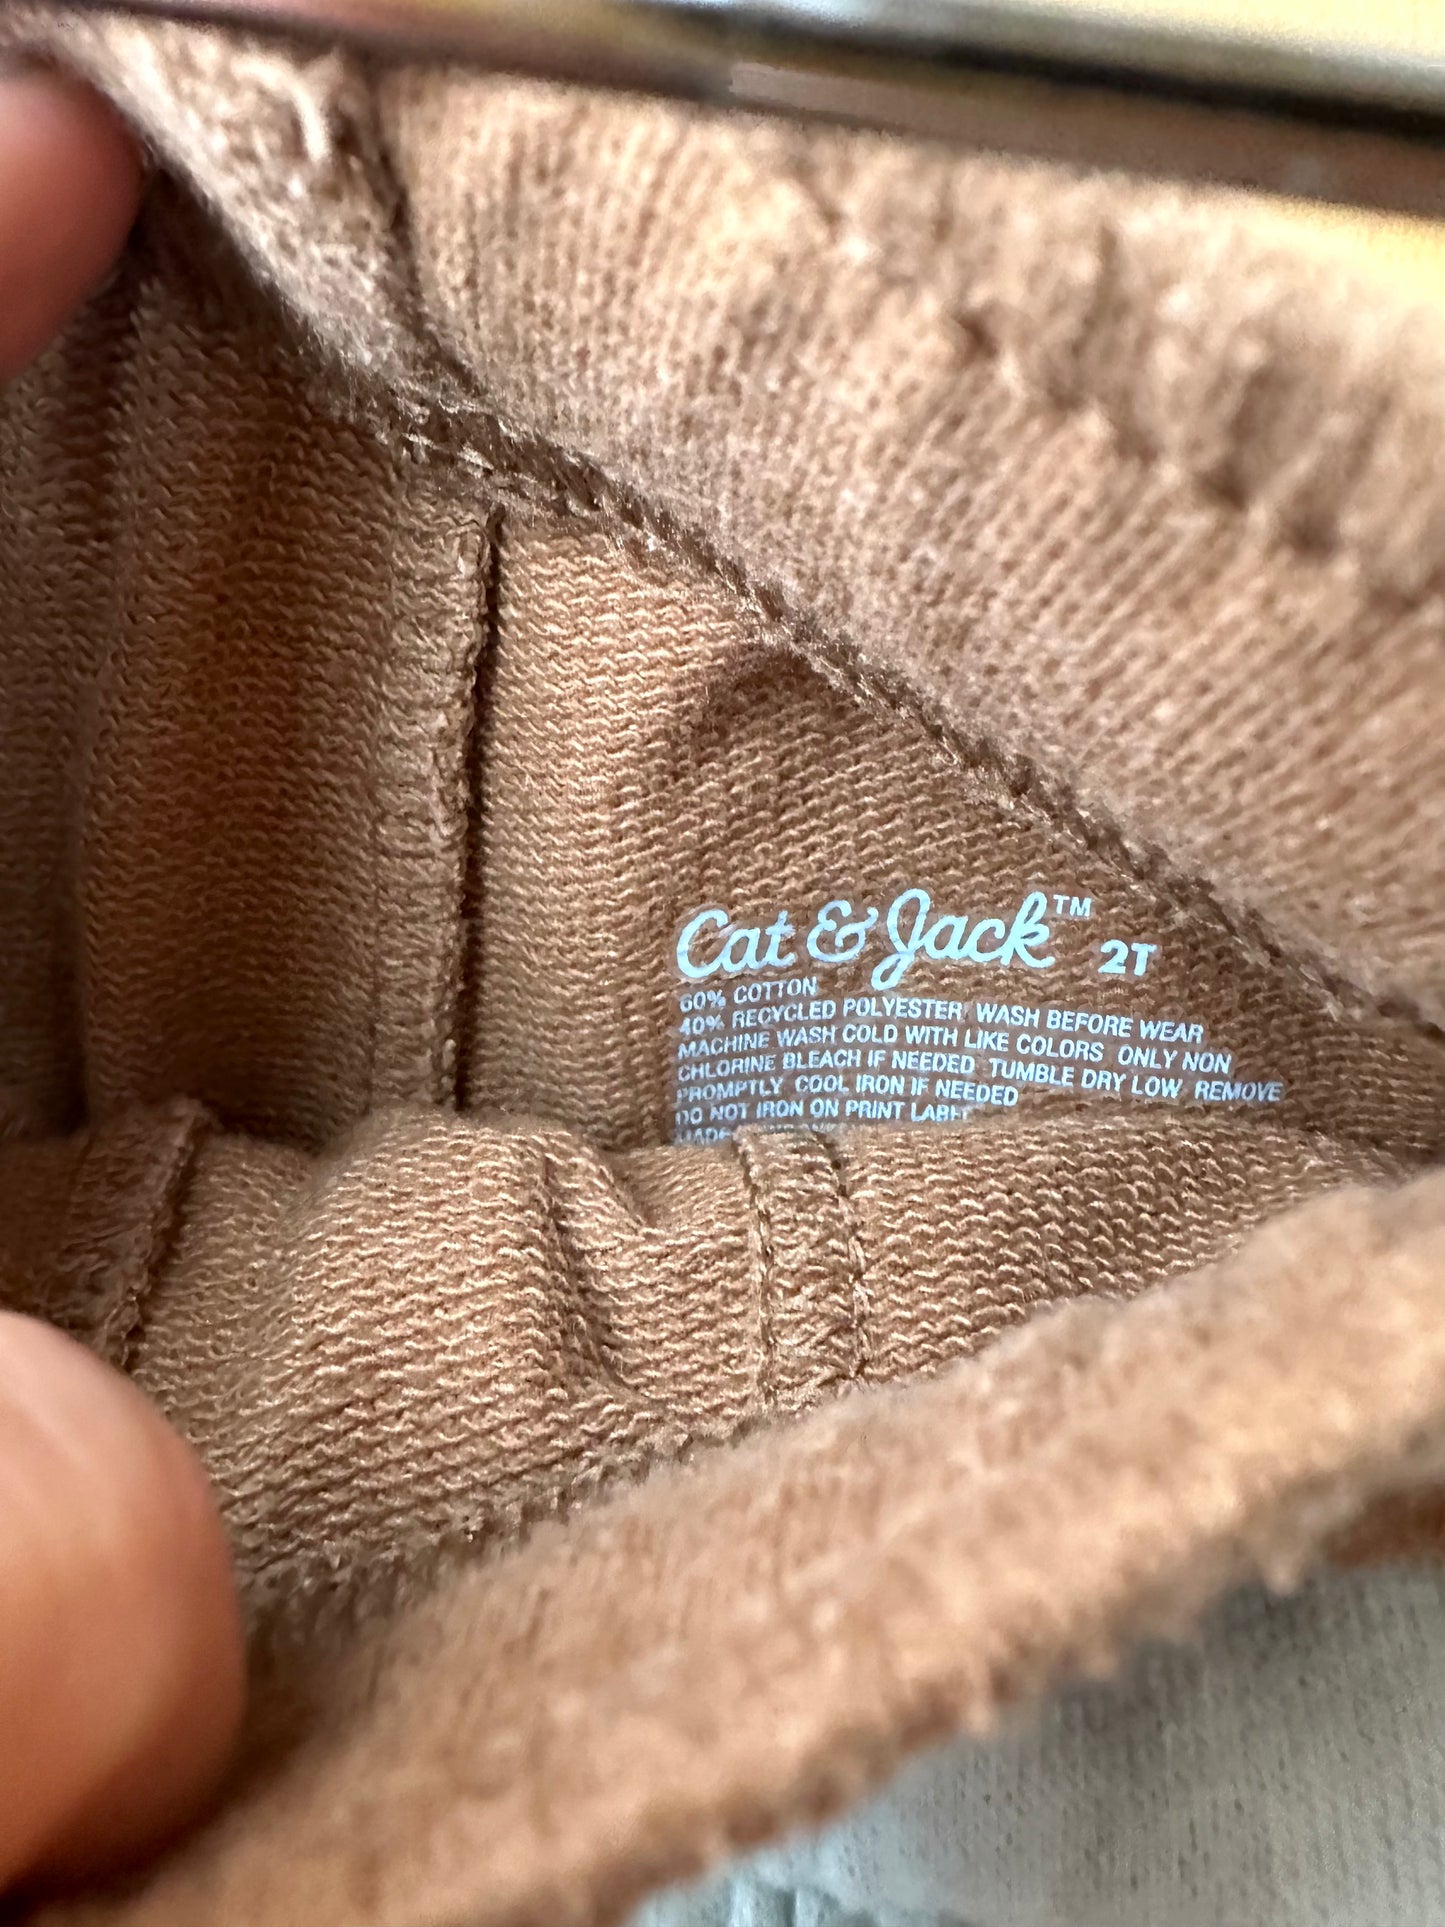 Cat & Jack™ 2T
60% COTTON
40% RECYCLED POLYESTER WASH BEFORE WEAR
MACHINE WASH COLD WITH LIKE COLORS ONLY NON
CHLORINE BLEACH IF NEEDED TUMBLE DRY LOW REMOVE
PROMPTLY COOL IRON IF NEEDED
DO NOT IRON ON PRINT LABEL